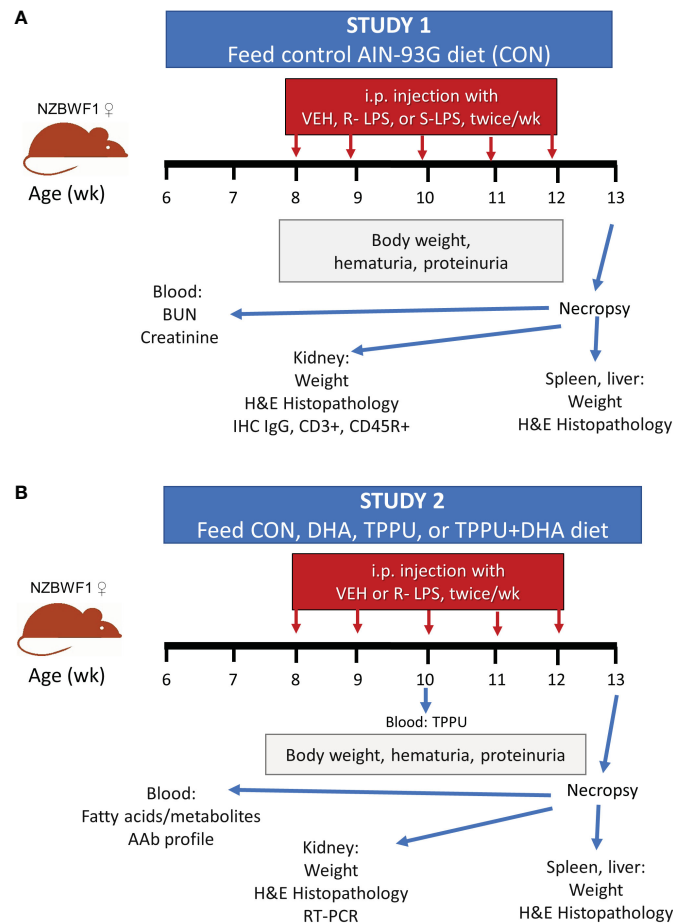 A
STUDY 1
Feed control AIN-93G diet (CON)
NZBWF1 ♀
i.p. injection with
VEH, R- LPS, or S-LPS, twice/wk
Age (wk)
6 7 8 9 10 11 12 13
Body weight,
hematuria, proteinuria
Necropsy
Blood:
BUN
Creatinine
Kidney:
Weight
H&E Histopathology
IHC IgG, CD3+, CD45R+
Spleen, liver:
Weight
H&E Histopathology
B
STUDY 2
Feed CON, DHA, TPPU, or TPPU+DHA diet
NZBWF1 ♀
i.p. injection with
VEH or R- LPS, twice/wk
Age (wk)
6 7 8 9 10 11 12 13
Blood: TPPU
Body weight, hematuria, proteinuria
Necropsy
Blood:
Fatty acids/metabolites
AAb profile
Kidney:
Weight
H&E Histopathology
RT-PCR
Spleen, liver:
Weight
H&E Histopathology